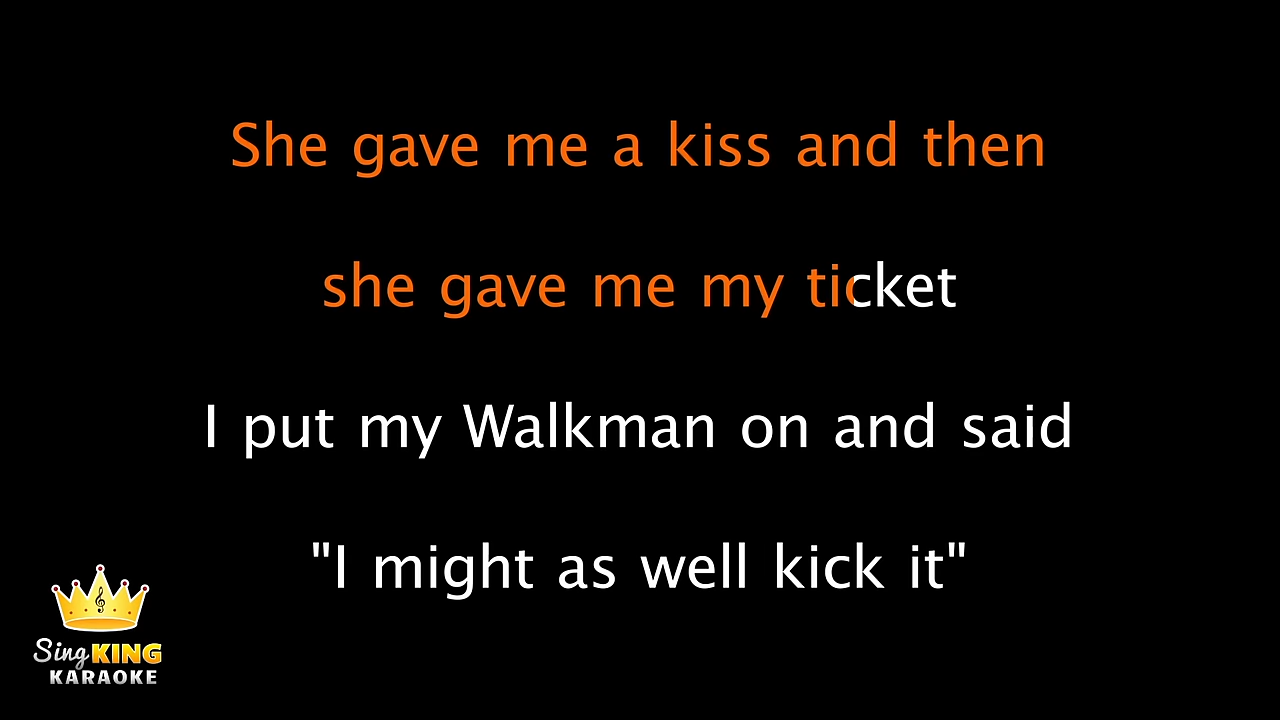 She gave me a kiss and then
she gave me my ticket
I put my Walkman on and said
"I might as well kick it"
Sing KING
KARAOKE